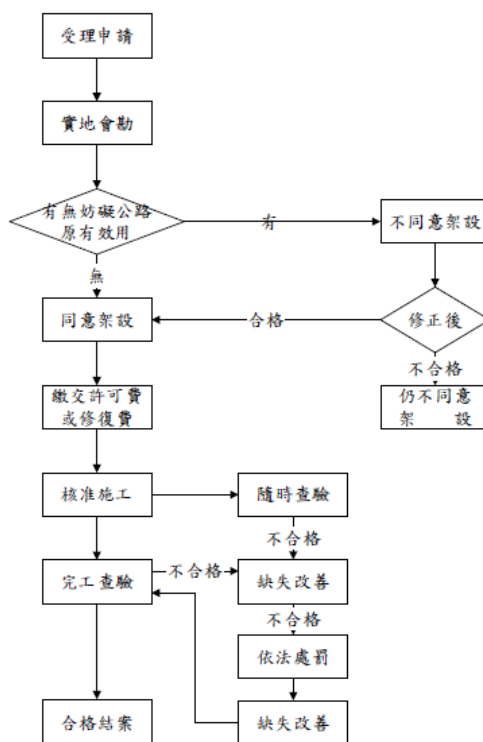 受理申請
實地會勘
有無妨礙公路
原有效用
有
不同意架設
無
同意架設
合格
修正後
不合格
繳交許可費
或修復費
仍不同意
架設
核准施工
隨時查驗
不合格
完工查驗
不合格
缺失改善
不合格
依法處罰
合格結案
缺失改善